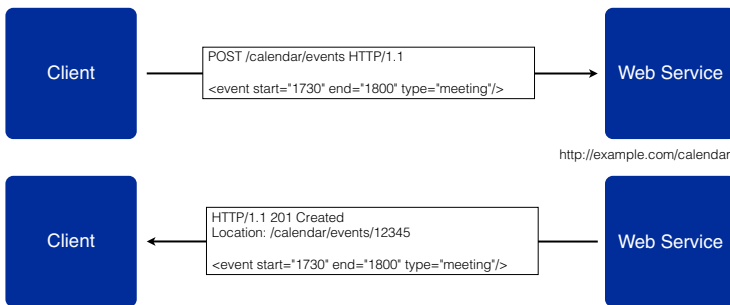 Client
POST /calendar/events HTTP/1.1
<event start="1730" end="1800" type="meeting"/>
Web Service
http://example.com/calendar
Client
HTTP/1.1 201 Created
Location: /calendar/events/12345
<event start="1730" end="1800" type="meeting"/>
Web Service